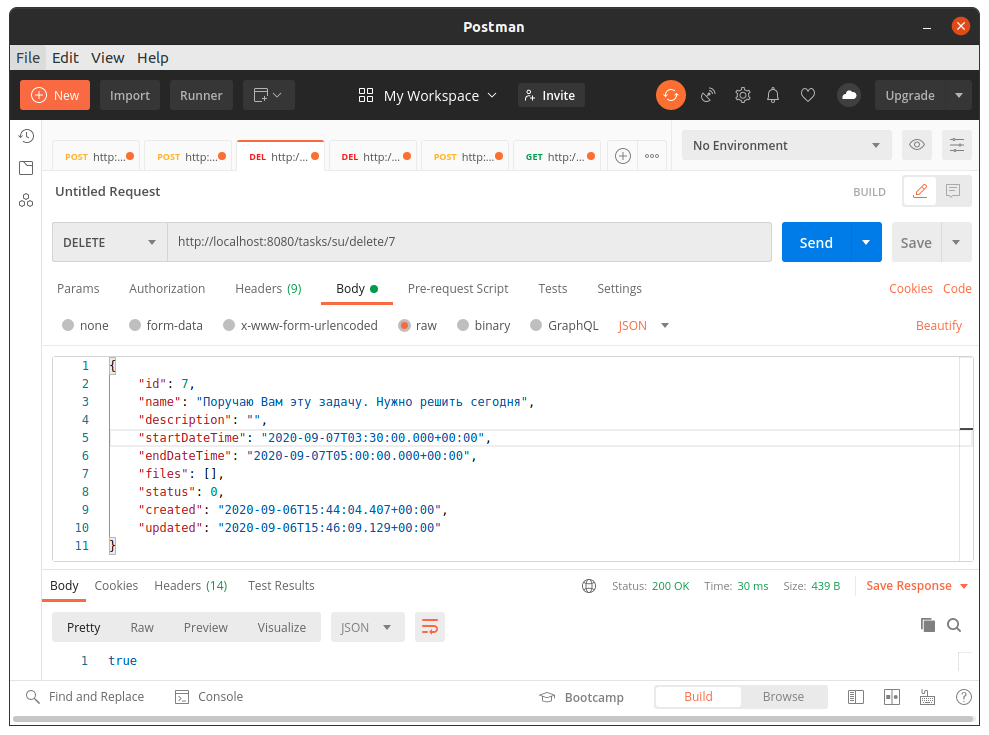 Postman
File Edit View Help
New Import Runner My Workspace Invite Upgrade
POST http:... POST http:... DEL http:/... DEL http:/... POST http:... GET http:/... No Environment
Untitled Request BUILD
DELETE http://localhost:8080/tasks/su/delete/7 Send Save
Params Authorization Headers (9) Body Pre-request Script Tests Settings Cookies Code
none form-data x-www-form-urlencoded raw binary GraphQL JSON Beautify
1 {
2 "id": 7,
3 "name": "Поручаю Вам эту задачу. Нужно решить сегодня",
4 "description": "",
5 "startDateTime": "2020-09-07T03:30:00.000+00:00",
6 "endDateTime": "2020-09-07T05:00:00.000+00:00",
7 "files": [],
8 "status": 0,
9 "created": "2020-09-06T15:44:04.407+00:00",
10 "updated": "2020-09-06T15:46:09.129+00:00"
11 }
Body Cookies Headers (14) Test Results Status: 200 OK Time: 30 ms Size: 439 B Save Response
Pretty Raw Preview Visualize JSON
1 true
Find and Replace Console Bootcamp Build Browse